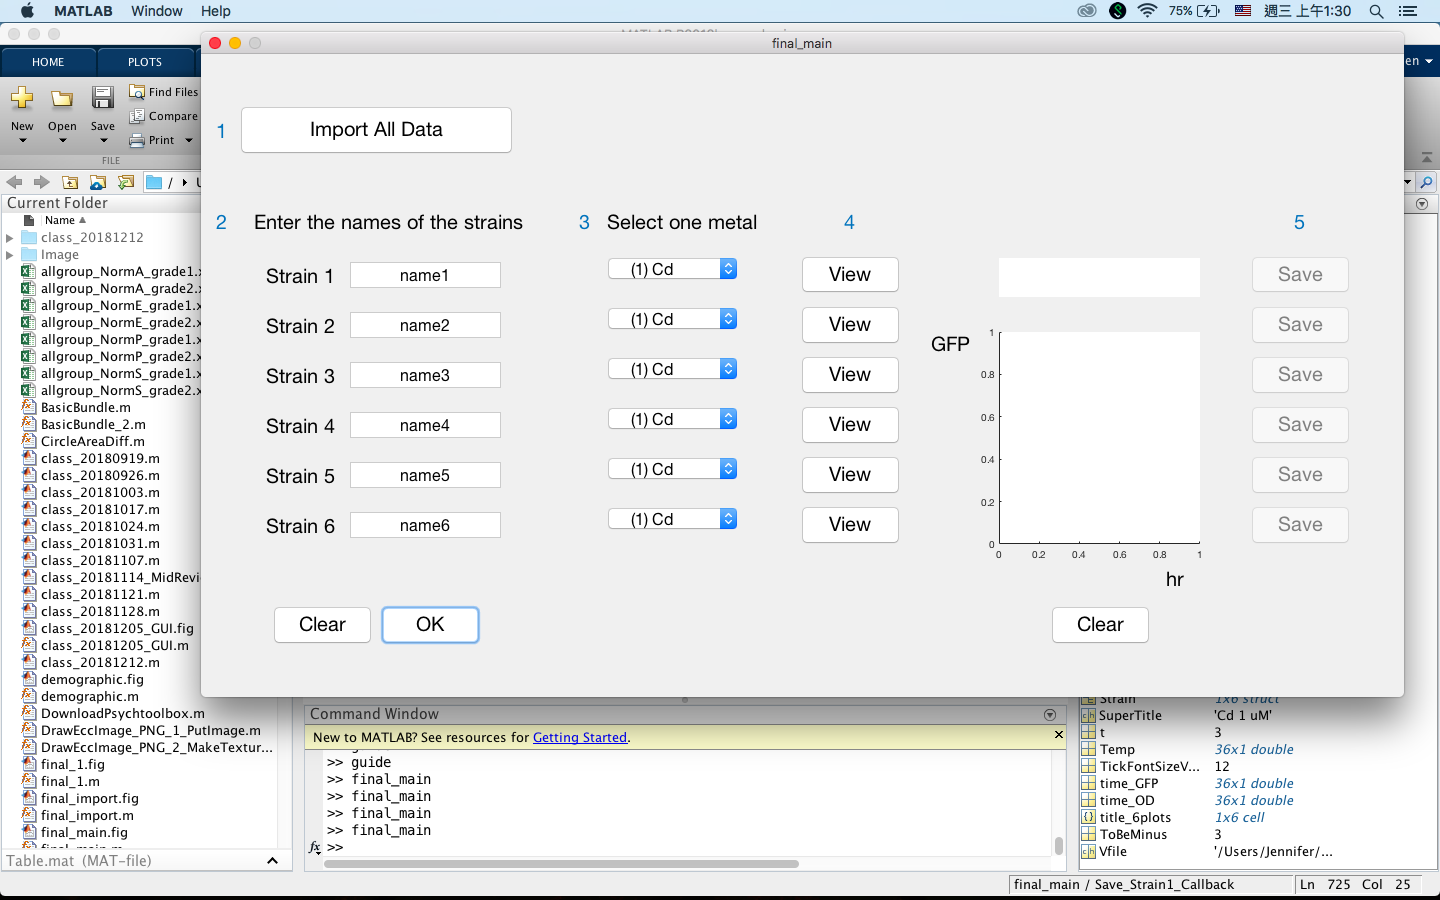 MATLAB Window Help 75% 週三 上午1:30
final_main
HOME PLOTS
en
New Open Save Find Files Compare Print
FILE
/
Current Folder
Name
class_20181212
Image
allgroup_NormA_grade1.x
allgroup_NormA_grade2.x
allgroup_NormE_grade1.x
allgroup_NormE_grade2.x
allgroup_NormP_grade1.x
allgroup_NormP_grade2.x
allgroup_NormS_grade1.x
allgroup_NormS_grade2.x
BasicBundle.m
BasicBundle_2.m
CircleAreaDiff.m
class_20180919.m
class_20180926.m
class_20181003.m
class_20181017.m
class_20181024.m
class_20181031.m
class_20181107.m
class_20181114_MidRevi
class_20181121.m
class_20181128.m
class_20181205_GUI.fig
class_20181205_GUI.m
class_20181212.m
demographic.fig
demographic.m
DownloadPsychtoolbox.m
DrawEccImage_PNG_1_PutImage.m
DrawEccImage_PNG_2_MakeTextur...
final_1.fig
final_1.m
final_import.fig
final_import.m
final_main.fig
final_main.m
Table.mat (MAT-file)
1 Import All Data
2 Enter the names of the strains 3 Select one metal 4 5
Strain 1 name1 (1) Cd View Save
Strain 2 name2 (1) Cd View Save
Strain 3 name3 (1) Cd View Save
Strain 4 name4 (1) Cd View Save
Strain 5 name5 (1) Cd View Save
Strain 6 name6 (1) Cd View Save
GFP
1
0.8
0.6
0.4
0.2
0
0 0.2 0.4 0.6 0.8 1
hr
Clear OK Clear
Command Window
New to MATLAB? See resources for Getting Started.
>> guide
>> final_main
>> final_main
>> final_main
>> final_main
fx >>
Strain 1x6 struct
SuperTitle 'Cd 1 uM'
t 3
Temp 36x1 double
TickFontSizeV... 12
time_GFP 36x1 double
time_OD 36x1 double
title_6plots 1x6 cell
ToBeMinus 3
Vfile '/Users/Jennifer/...
final_main / Save_Strain1_Callback Ln 725 Col 25